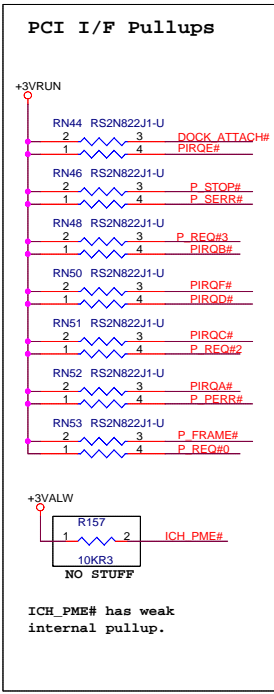 PCI I/F Pullups
+3VRUN
RN44 RS2N822J1-U
2 3 DOCK_ATTACH#
1 4 PIRQE#
RN46 RS2N822J1-U
2 3 P_STOP#
1 4 P_SERR#
RN48 RS2N822J1-U
2 3 P_REQ#3
1 4 PIRQB#
RN50 RS2N822J1-U
2 3 PIRQF#
1 4 PIRQD#
RN51 RS2N822J1-U
2 3 PIRQC#
1 4 P_REQ#2
RN52 RS2N822J1-U
2 3 PIRQA#
1 4 P_PERR#
RN53 RS2N822J1-U
2 3 P_FRAME#
1 4 P_REQ#0
+3VALW
R157
1 2 ICH_PME#
10KR3
NO STUFF
ICH_PME# has weak
internal pullup.